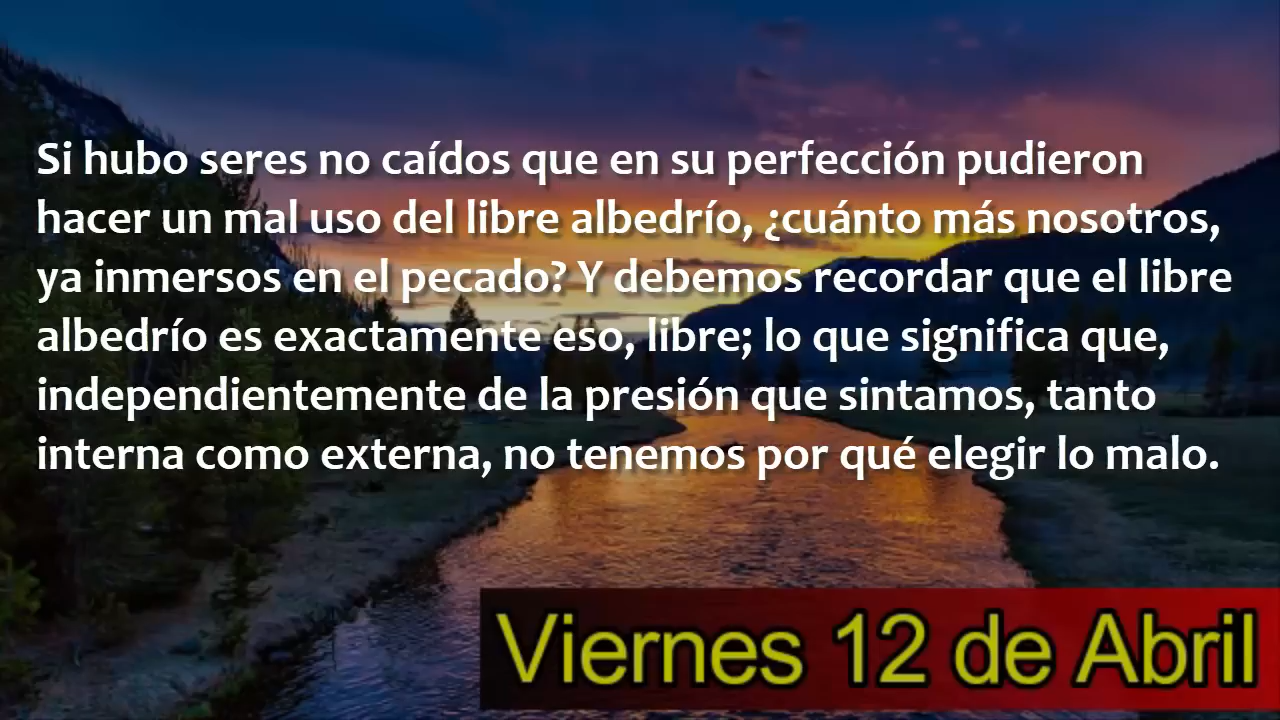 Si hubo seres no caídos que en su perfección pudieron
hacer un mal uso del libre albedrío, ¿cuánto más nosotros,
ya inmersos en el pecado? Y debemos recordar que el libre
albedrío es exactamente eso, libre; lo que significa que,
independientemente de la presión que sintamos, tanto
interna como externa, no tenemos por qué elegir lo malo.
Viernes 12 de Abril